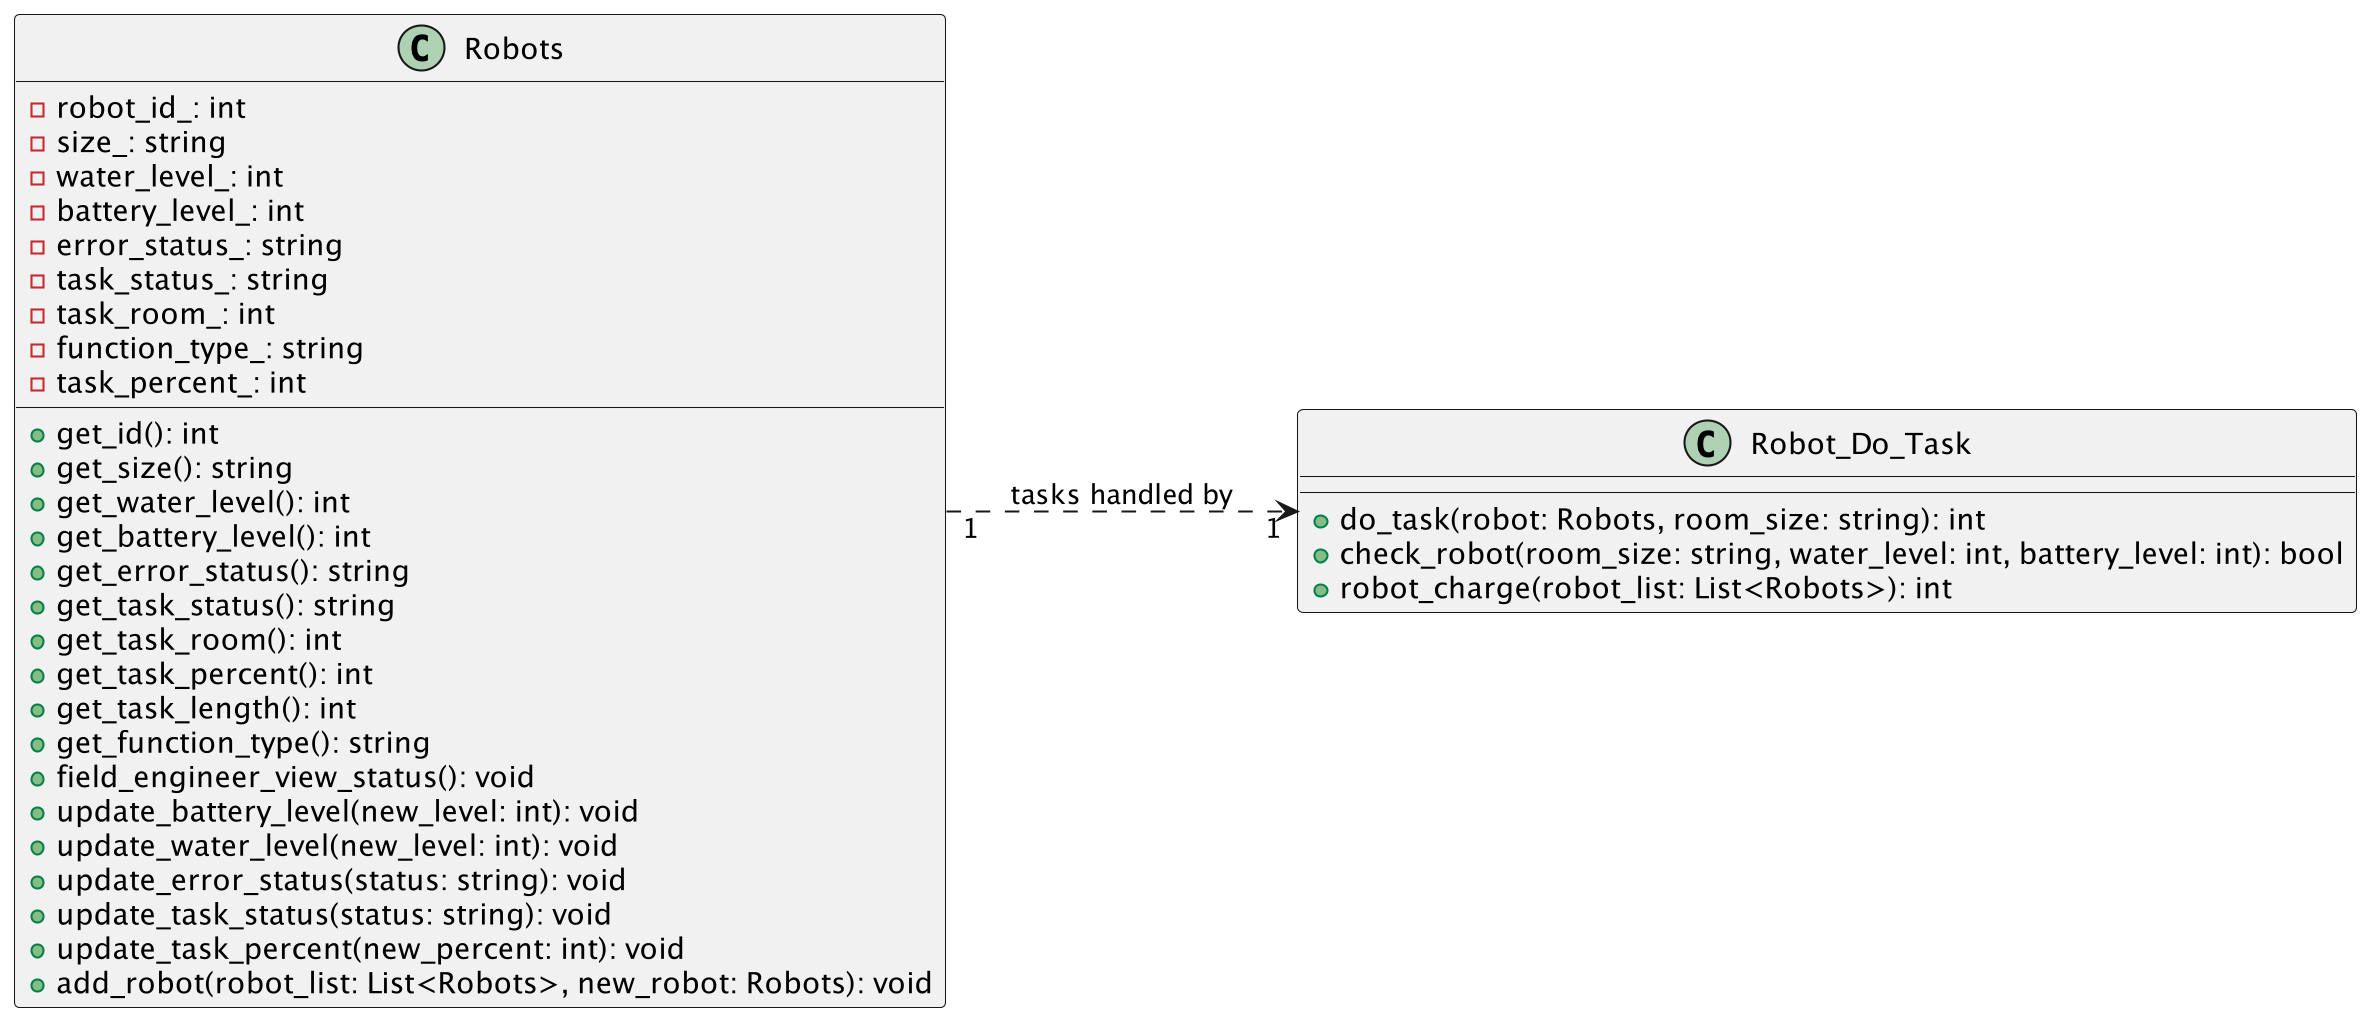 C Robots
robot_id_: int
size_: string
water_level_: int
battery_level_: int
error_status_: string
task_status_: string
task_room_: int
function_type_: string
task_percent_: int
get_id(): int
get_size(): string
get_water_level(): int
get_battery_level(): int
get_error_status(): string
get_task_status(): string
get_task_room(): int
get_task_percent(): int
get_task_length(): int
get_function_type(): string
field_engineer_view_status(): void
update_battery_level(new_level: int): void
update_water_level(new_level: int): void
update_error_status(status: string): void
update_task_status(status: string): void
update_task_percent(new_percent: int): void
add_robot(robot_list: List<Robots>, new_robot: Robots): void
tasks handled by
1 1
C Robot_Do_Task
do_task(robot: Robots, room_size: string): int
check_robot(room_size: string, water_level: int, battery_level: int): bool
robot_charge(robot_list: List<Robots>): int